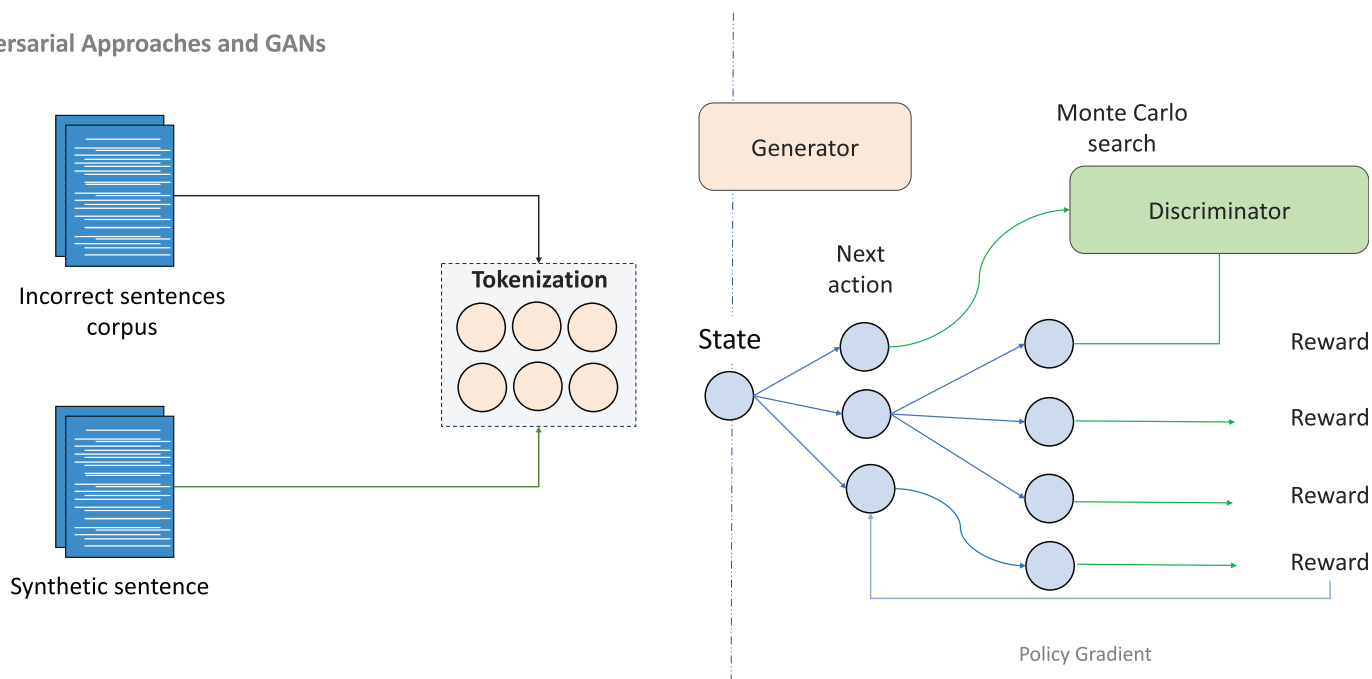 ersarial Approaches and GANs
Incorrect sentences
corpus
Tokenization
Synthetic sentence
Generator
Monte Carlo
search
Discriminator
Next
action
State
Reward
Reward
Reward
Reward
Policy Gradient